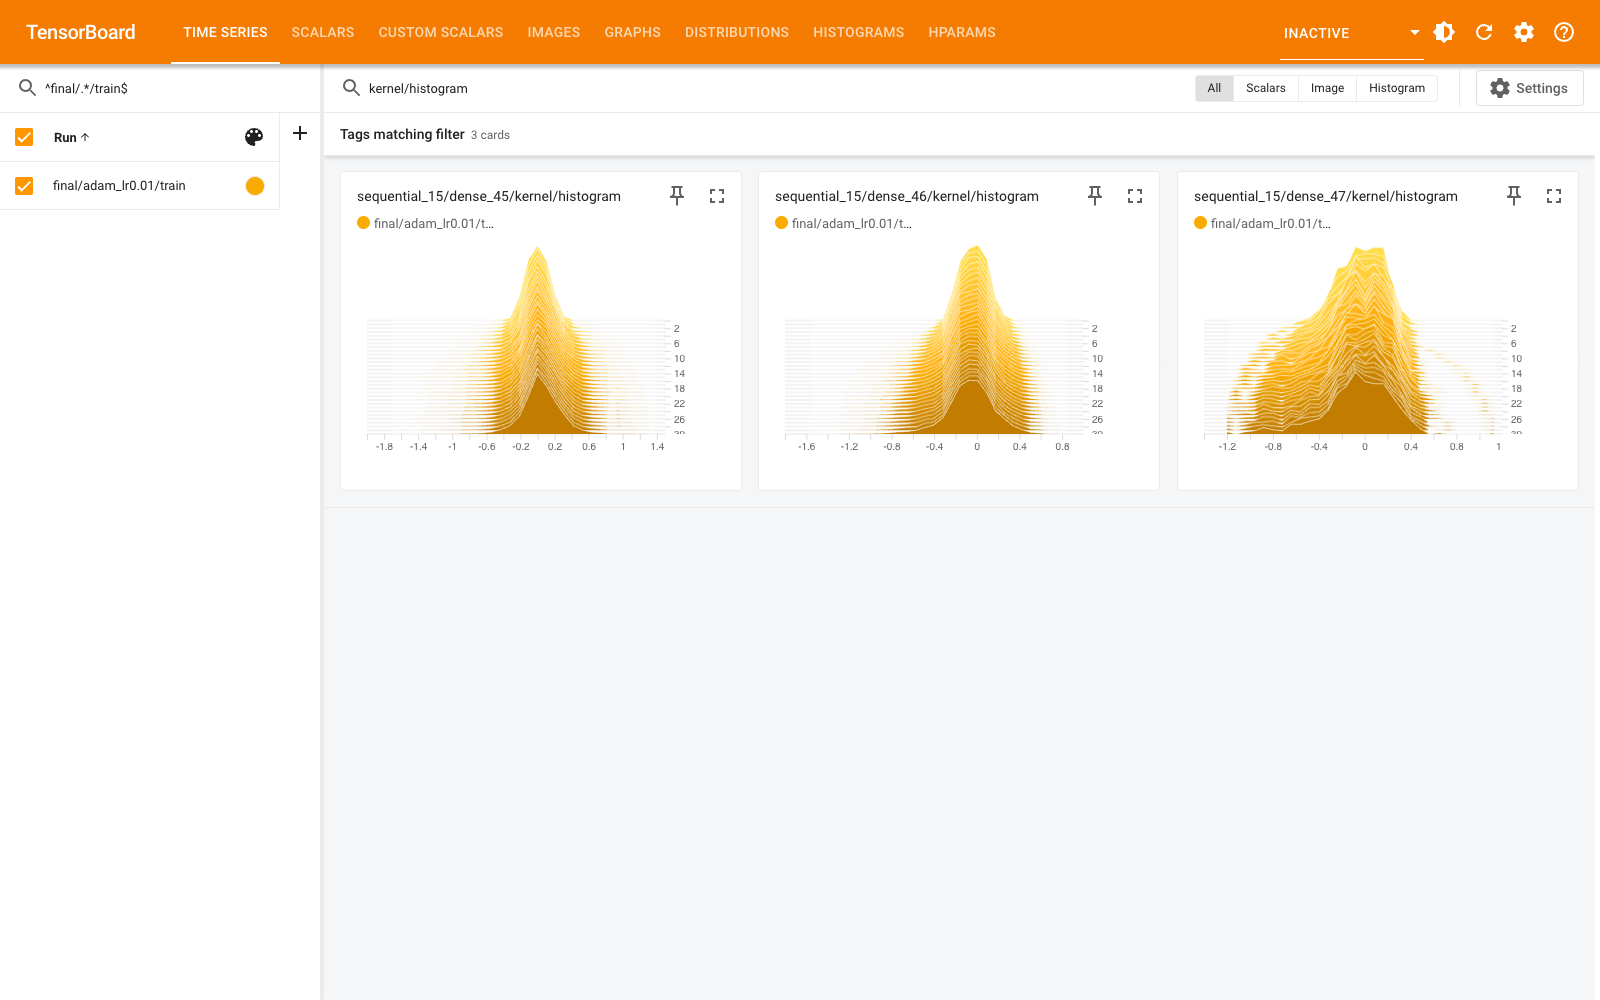 TensorBoard TIME SERIES SCALARS CUSTOM SCALARS IMAGES GRAPHS DISTRIBUTIONS HISTOGRAMS HPARAMS INACTIVE
^final/.*/train$
kernel/histogram
All Scalars Image Histogram Settings
Run ↑
final/adam_lr0.01/train
Tags matching filter 3 cards
sequential_15/dense_45/kernel/histogram
final/adam_lr0.01/t…
2
6
10
14
18
22
26
-1.8 -1.4 -1 -0.6 -0.2 0.2 0.6 1 1.4
sequential_15/dense_46/kernel/histogram
final/adam_lr0.01/t…
2
6
10
14
18
22
26
-1.6 -1.2 -0.8 -0.4 0 0.4 0.8
sequential_15/dense_47/kernel/histogram
final/adam_lr0.01/t…
2
6
10
14
18
22
26
-1.2 -0.8 -0.4 0 0.4 0.8 1